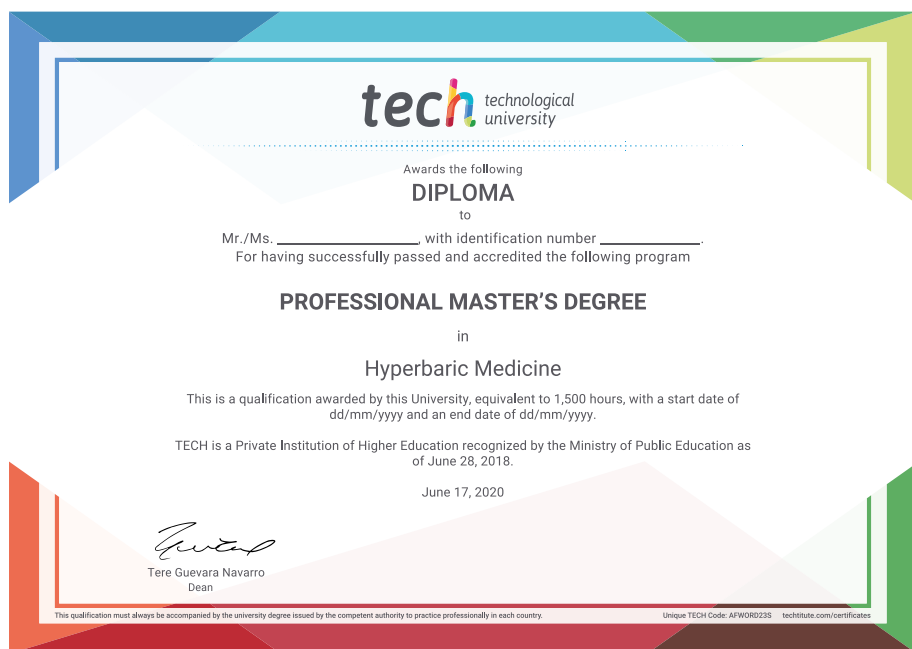 tech technological
university
Awards the following
DIPLOMA
to
Mr./Ms. ____________________, with identification number ______________.
For having successfully passed and accredited the following program
PROFESSIONAL MASTER'S DEGREE
in
Hyperbaric Medicine
This is a qualification awarded by this University, equivalent to 1,500 hours, with a start date of
dd/mm/yyyy and an end date of dd/mm/yyyy.
TECH is a Private Institution of Higher Education recognized by the Ministry of Public Education as
of June 28, 2018.
June 17, 2020
Tere Guevara Navarro
Dean
This qualification must always be accompanied by the university degree issued by the competent authority to practice professionally in each country.
Unique TECH Code: AFWORD23S techtitute.com/certificates